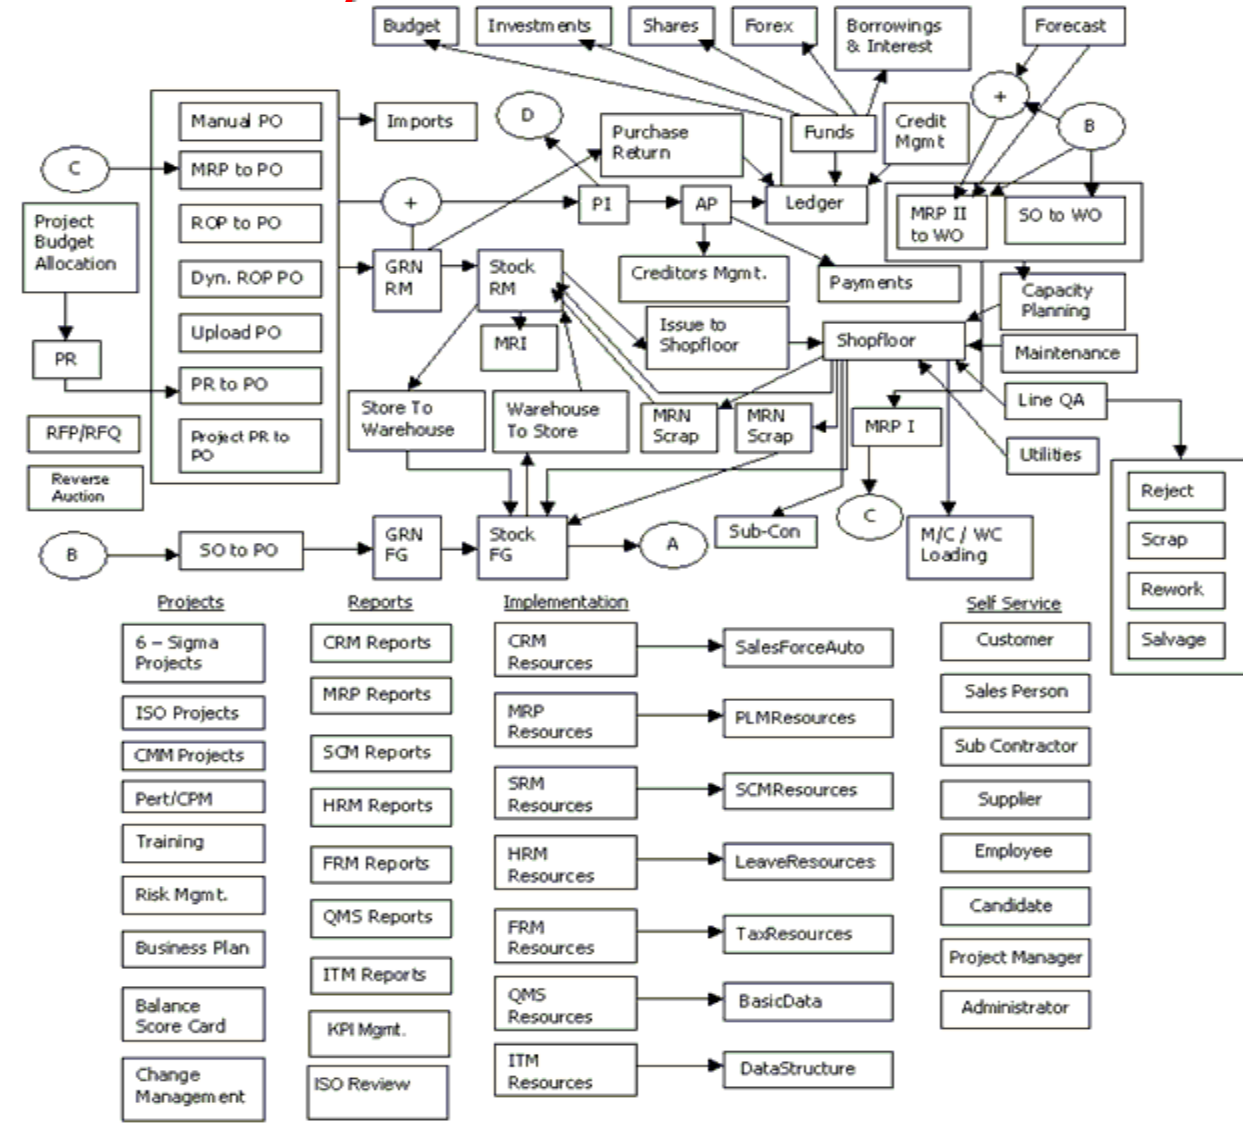 Budget
Investments
Shares
Forex
Borrowings
& Interest
Forecast
Manual PO
MRP to PO
ROP to PO
Dyn. ROP PO
Upload PO
PR to PO
Project PR to
PO
Imports
D
Purchase
Return
Funds
Credit
Mgmt
+
B
C
Project
Budget
Allocation
PR
RFP/RFQ
Reverse
Auction
+
PI
AP
Ledger
MRP II
to WO
SO to WO
GRN
RM
Stock
RM
Creditors Mgmt.
Payments
Capacity
Planning
MRI
Issue to
Shopfloor
Shopfloor
Maintenance
Store To
Warehouse
Warehouse
To Store
MRN
Scrap
MRN
Scrap
MRP I
Line QA
Utilities
Reject
Scrap
Rework
Salvage
B
SO to PO
GRN
FG
Stock
FG
A
Sub-Con
C
M/C / WC
Loading
Projects
6 – Sigma
Projects
ISO Projects
CMM Projects
Pert/CPM
Training
Risk Mgmt.
Business Plan
Balance
Score Card
Change
Management
Reports
CRM Reports
MRP Reports
SCM Reports
HRM Reports
FRM Reports
QMS Reports
ITM Reports
KPI Mgmt.
ISO Review
Implementation
CRM
Resources
SalesForceAuto
MRP
Resources
PLMResources
SRM
Resources
SCMResources
HRM
Resources
LeaveResources
FRM
Resources
TaxResources
QMS
Resources
BasicData
ITM
Resources
DataStructure
Self Service
Customer
Sales Person
Sub Contractor
Supplier
Employee
Candidate
Project Manager
Administrator